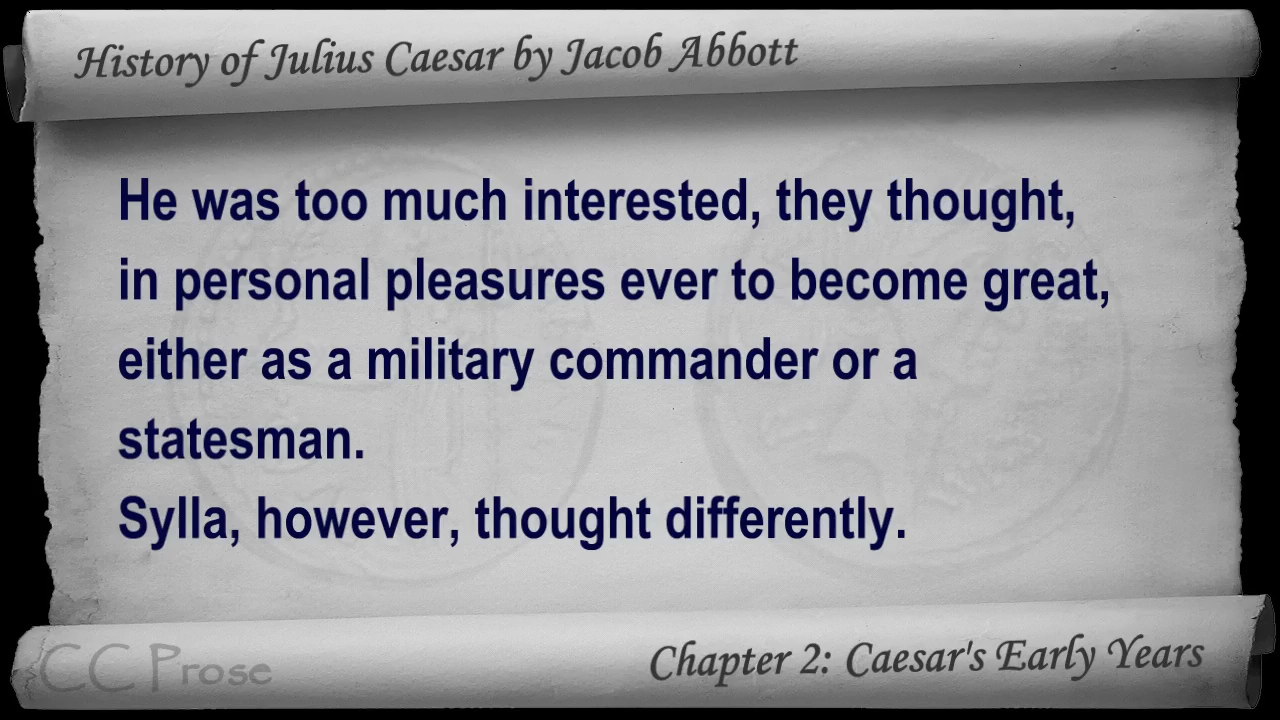 History of Julius Caesar by Jacob Abbott
He was too much interested, they thought,
in personal pleasures ever to become great,
either as a military commander or a
statesman.
Sylla, however, thought differently.
CC Prose
Chapter 2: Caesar's Early Years